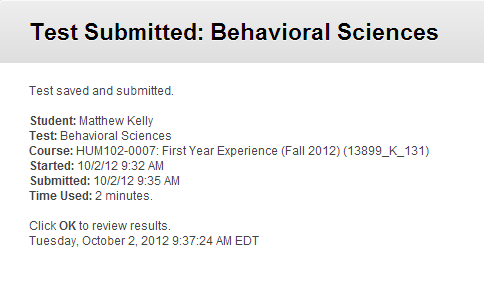 Test Submitted: Behavioral Sciences
Test saved and submitted.
Student: Matthew Kelly
Test: Behavioral Sciences
Course: HUM102-0007: First Year Experience (Fall 2012) (13899_K_131)
Started: 10/2/12 9:32 AM
Submitted: 10/2/12 9:35 AM
Time Used: 2 minutes.
Click OK to review results.
Tuesday, October 2, 2012 9:37:24 AM EDT